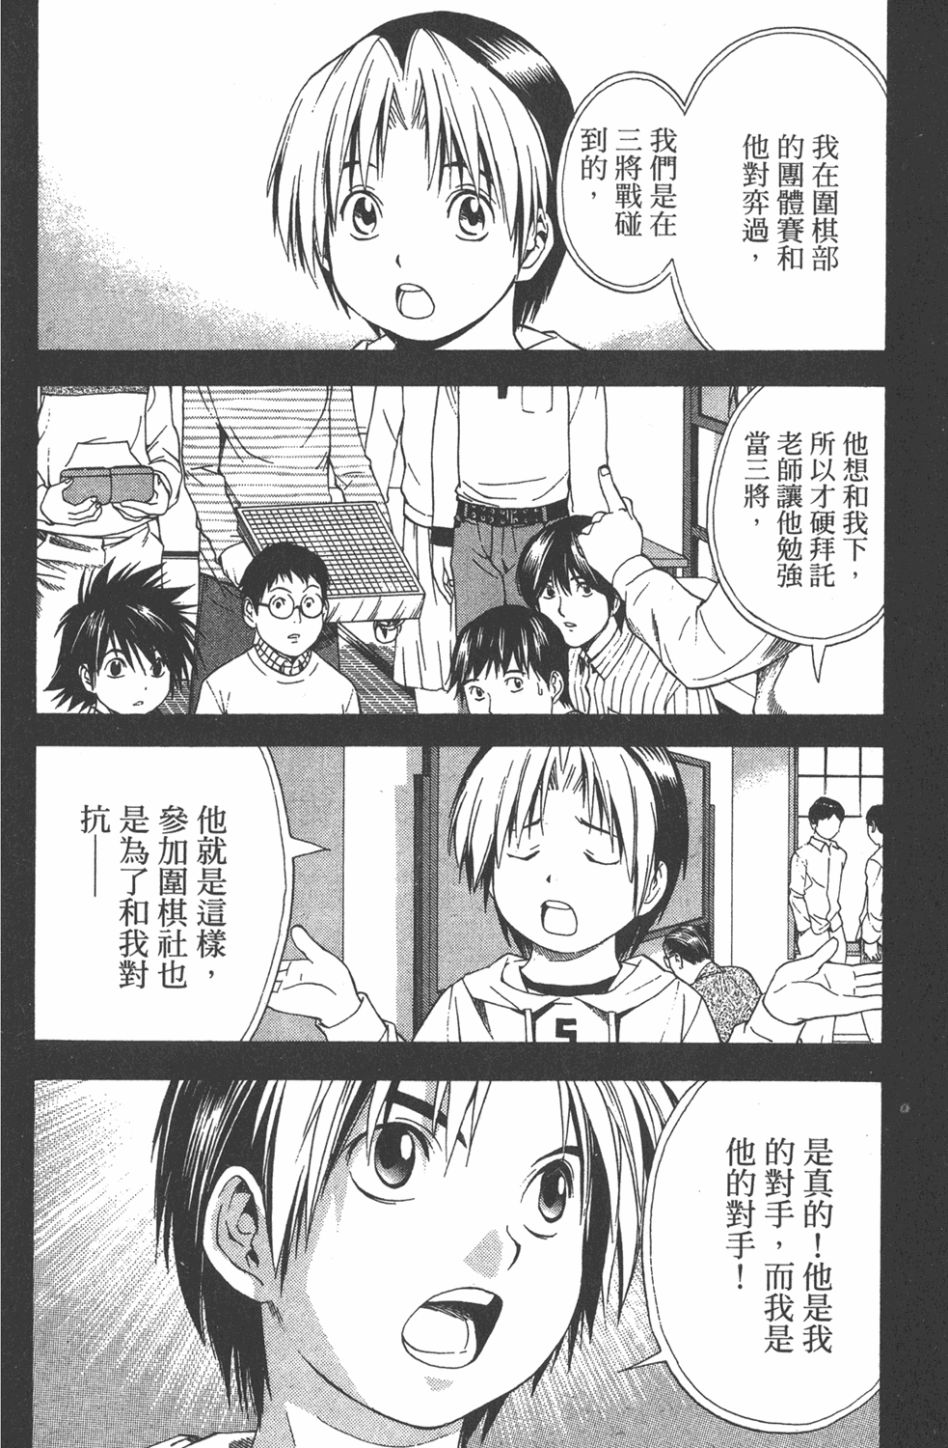 我在圍棋部
的團體賽和
他對弈過，
我們是在
三將戰碰
到的，
他想和我下，
所以才硬拜託
老師讓他勉強
當三將，
他就是這樣，
參加圍棋社也
是為了和我對
抗——
5
是真的！他是我
的對手，而我是
他的對手！